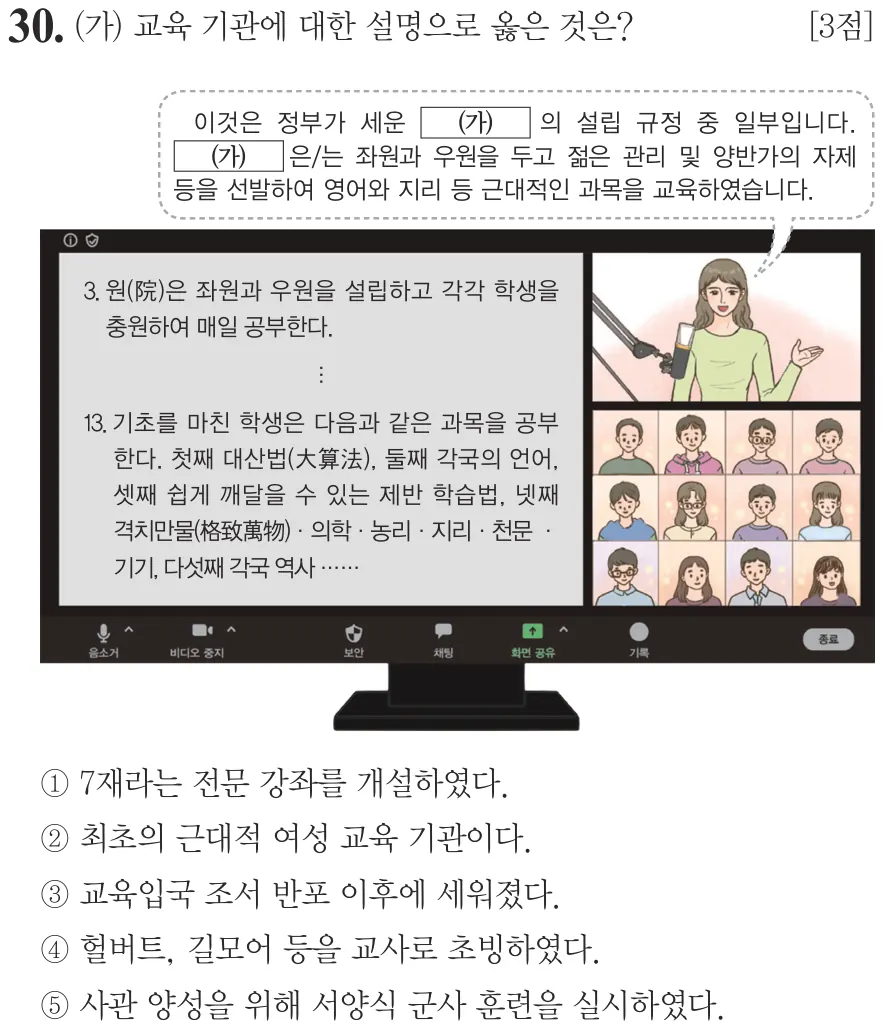 30. (가) 교육 기관에 대한 설명으로 옳은 것은? [3점]
이것은 정부가 세운 (가) 의 설립 규정 중 일부입니다.
(가) 은/는 좌원과 우원을 두고 젊은 관리 및 양반가의 자제
등을 선발하여 영어와 지리 등 근대적인 과목을 교육하였습니다.
3. 원(院)은 좌원과 우원을 설립하고 각각 학생을
충원하여 매일 공부한다.
⋮
13. 기초를 마친 학생은 다음과 같은 과목을 공부
한다. 첫째 대산법(大算法), 둘째 각국의 언어,
셋째 쉽게 깨달을 수 있는 제반 학습법, 넷째
격치만물(格致萬物)·의학·농리·지리·천문·
기기, 다섯째 각국 역사 ……
음소거 비디오 중지 보안 채팅 화면 공유 기록 종료
① 7재라는 전문 강좌를 개설하였다.
② 최초의 근대적 여성 교육 기관이다.
③ 교육입국 조서 반포 이후에 세워졌다.
④ 헐버트, 길모어 등을 교사로 초빙하였다.
⑤ 사관 양성을 위해 서양식 군사 훈련을 실시하였다.